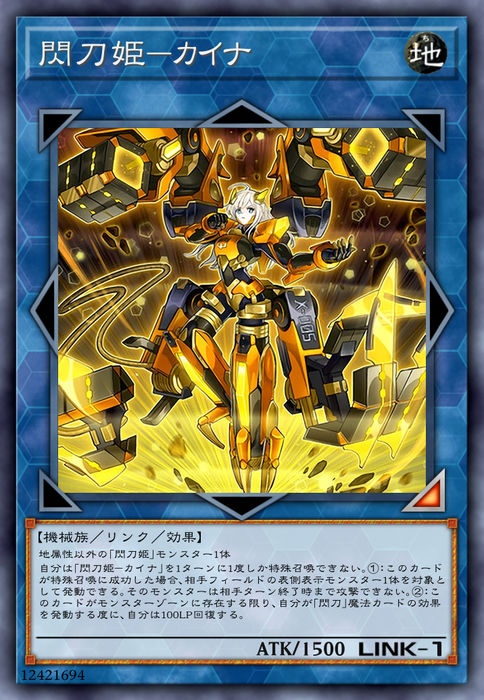 閃刀姫－カイナ
ち
地
X-005
【機械族／リンク／効果】
地属性以外の「閃刀姫」モンスター1体
自分は「閃刀姫－カイナ」を1ターンに1度しか特殊召喚できない。①：このカード
が特殊召喚に成功した場合、相手フィールドの表側表示モンスター1体を対象と
して発動できる。そのモンスターは相手ターン終了時まで攻撃できない。②：こ
のカードがモンスターゾーンに存在する限り、自分が「閃刀」魔法カードの効果
を発動する度に、自分は100LP回復する。
ATK/1500 LINK-1
12421694